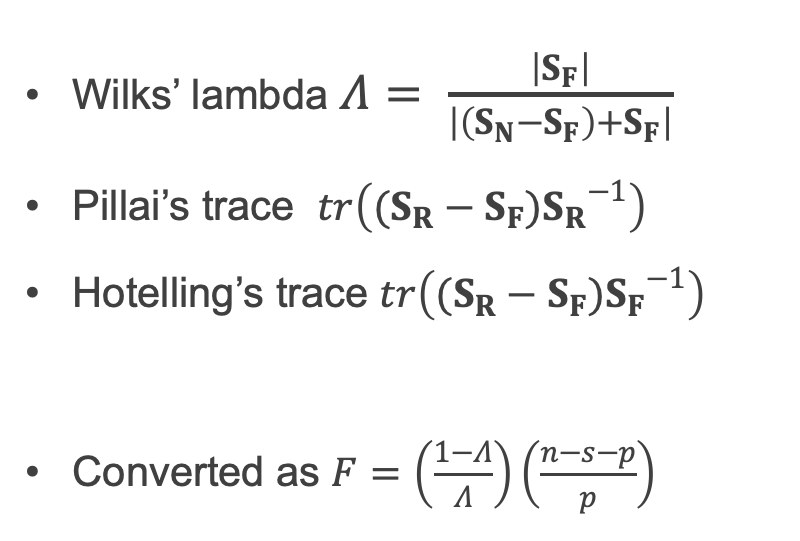 • Wilks’ lambda Λ = |S_F| / |(S_N−S_F)+S_F|
• Pillai’s trace tr((S_R − S_F)S_R⁻¹)
• Hotelling’s trace tr((S_R − S_F)S_F⁻¹)
• Converted as F = ((1−Λ)/Λ)((n−s−p)/p)